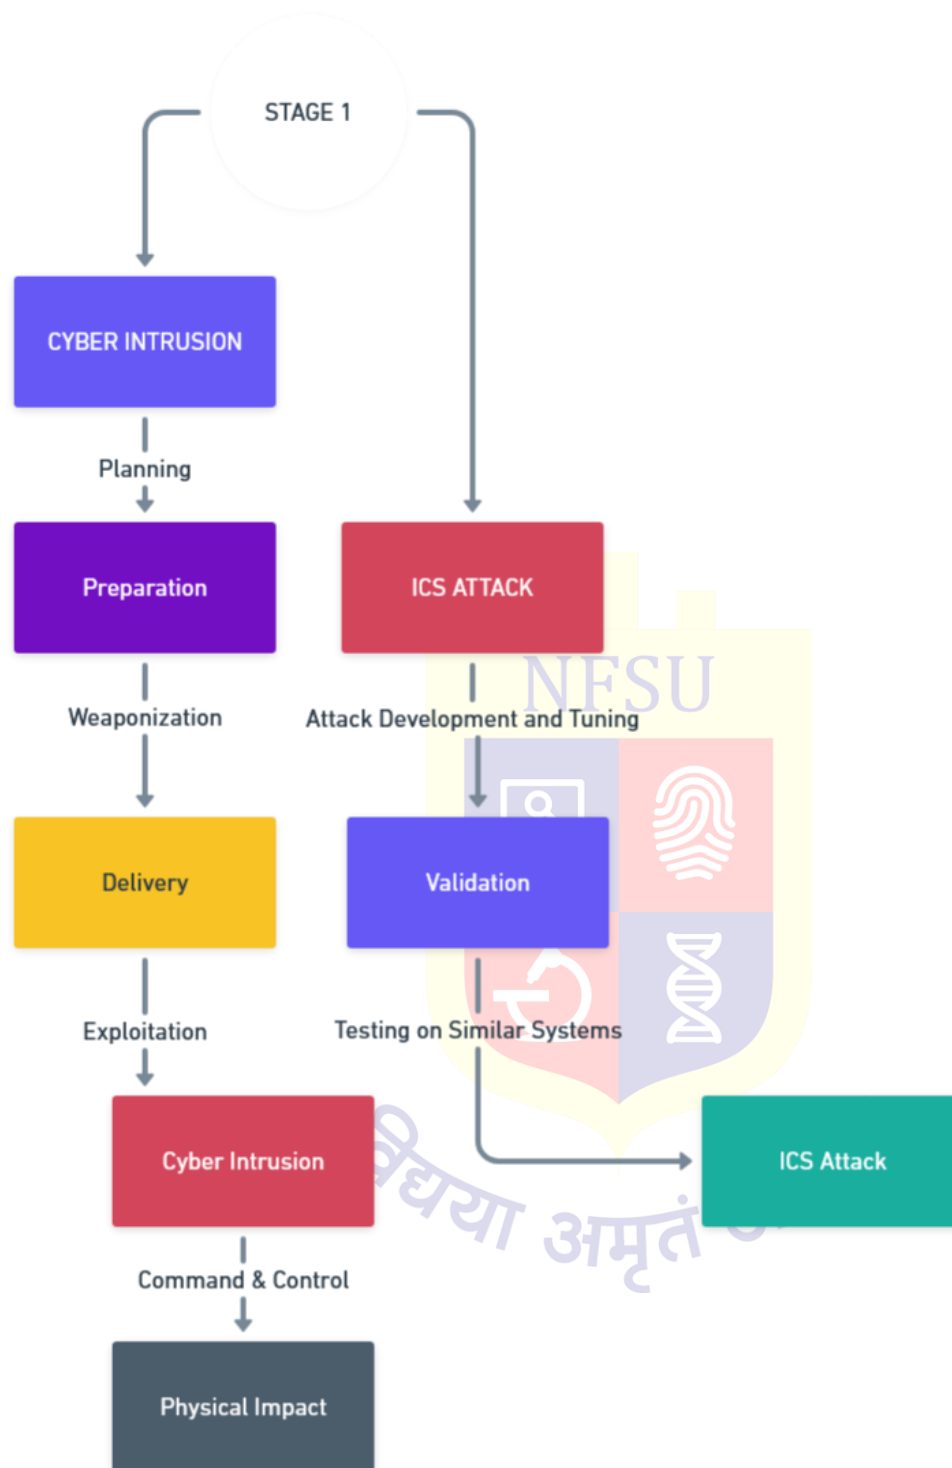 STAGE 1
CYBER INTRUSION
Planning
Preparation
ICS ATTACK
NFSU
Weaponization
Attack Development and Tuning
Delivery
Validation
Exploitation
Testing on Similar Systems
Cyber Intrusion
ICS Attack
विद्यया अमृतं
Command & Control
Physical Impact